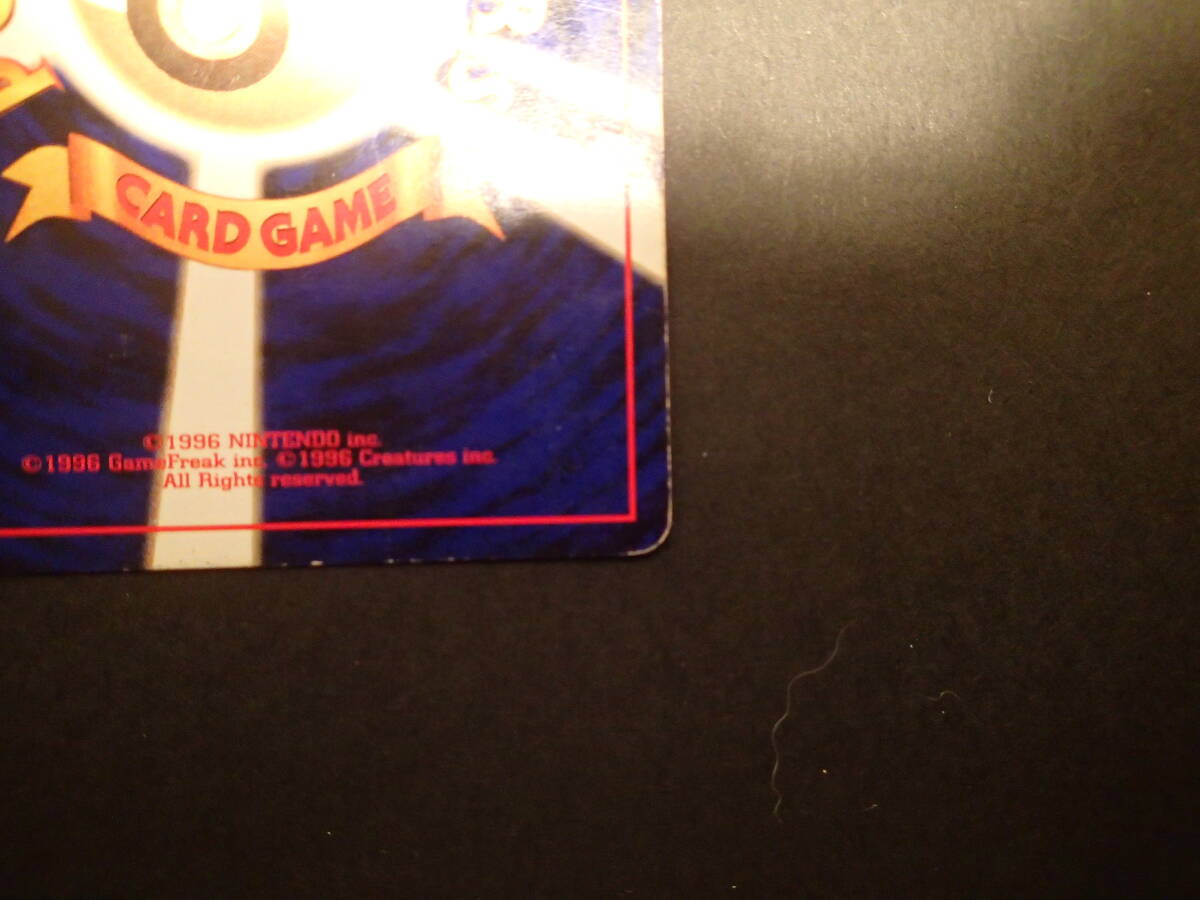 CARD GAME
©1996 NINTENDO inc.
©1996 GameFreak inc. ©1996 Creatures inc.
All Rights reserved.